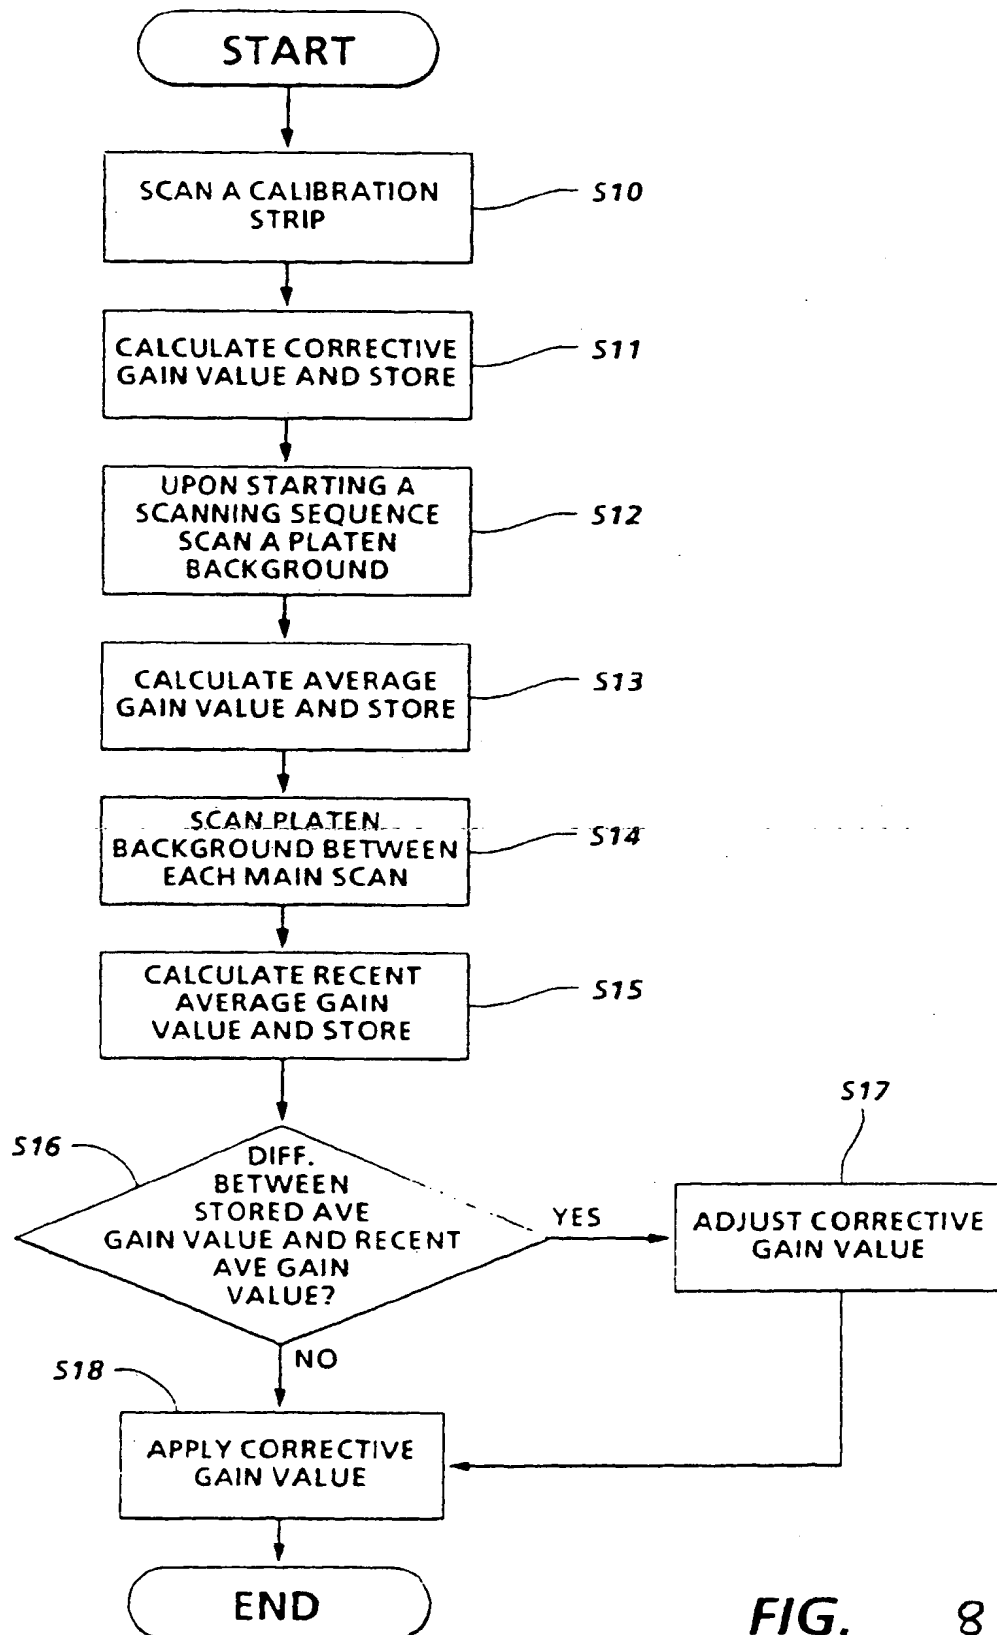 START
SCAN A CALIBRATION
STRIP
S10
CALCULATE CORRECTIVE
GAIN VALUE AND STORE
S11
UPON STARTING A
SCANNING SEQUENCE
SCAN A PLATEN
BACKGROUND
S12
CALCULATE AVERAGE
GAIN VALUE AND STORE
S13
SCAN PLATEN
BACKGROUND BETWEEN
EACH MAIN SCAN
S14
CALCULATE RECENT
AVERAGE GAIN
VALUE AND STORE
S15
S16
DIFF.
BETWEEN
STORED AVE
GAIN VALUE AND RECENT
AVE GAIN
VALUE?
YES
S17
ADJUST CORRECTIVE
GAIN VALUE
NO
S18
APPLY CORRECTIVE
GAIN VALUE
END
FIG. 8